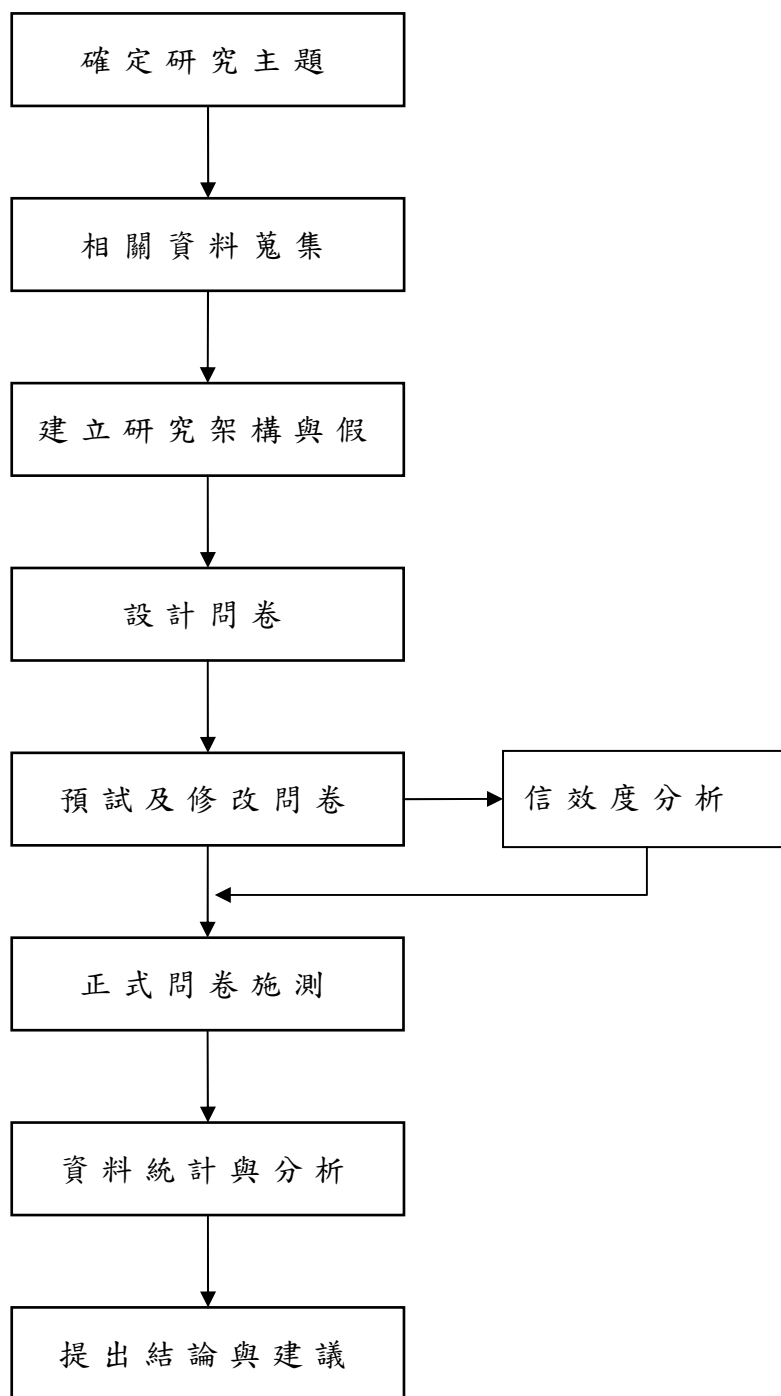 確定研究主題
相關資料蒐集
建立研究架構與假
設計問卷
預試及修改問卷
信效度分析
正式問卷施測
資料統計與分析
提出結論與建議